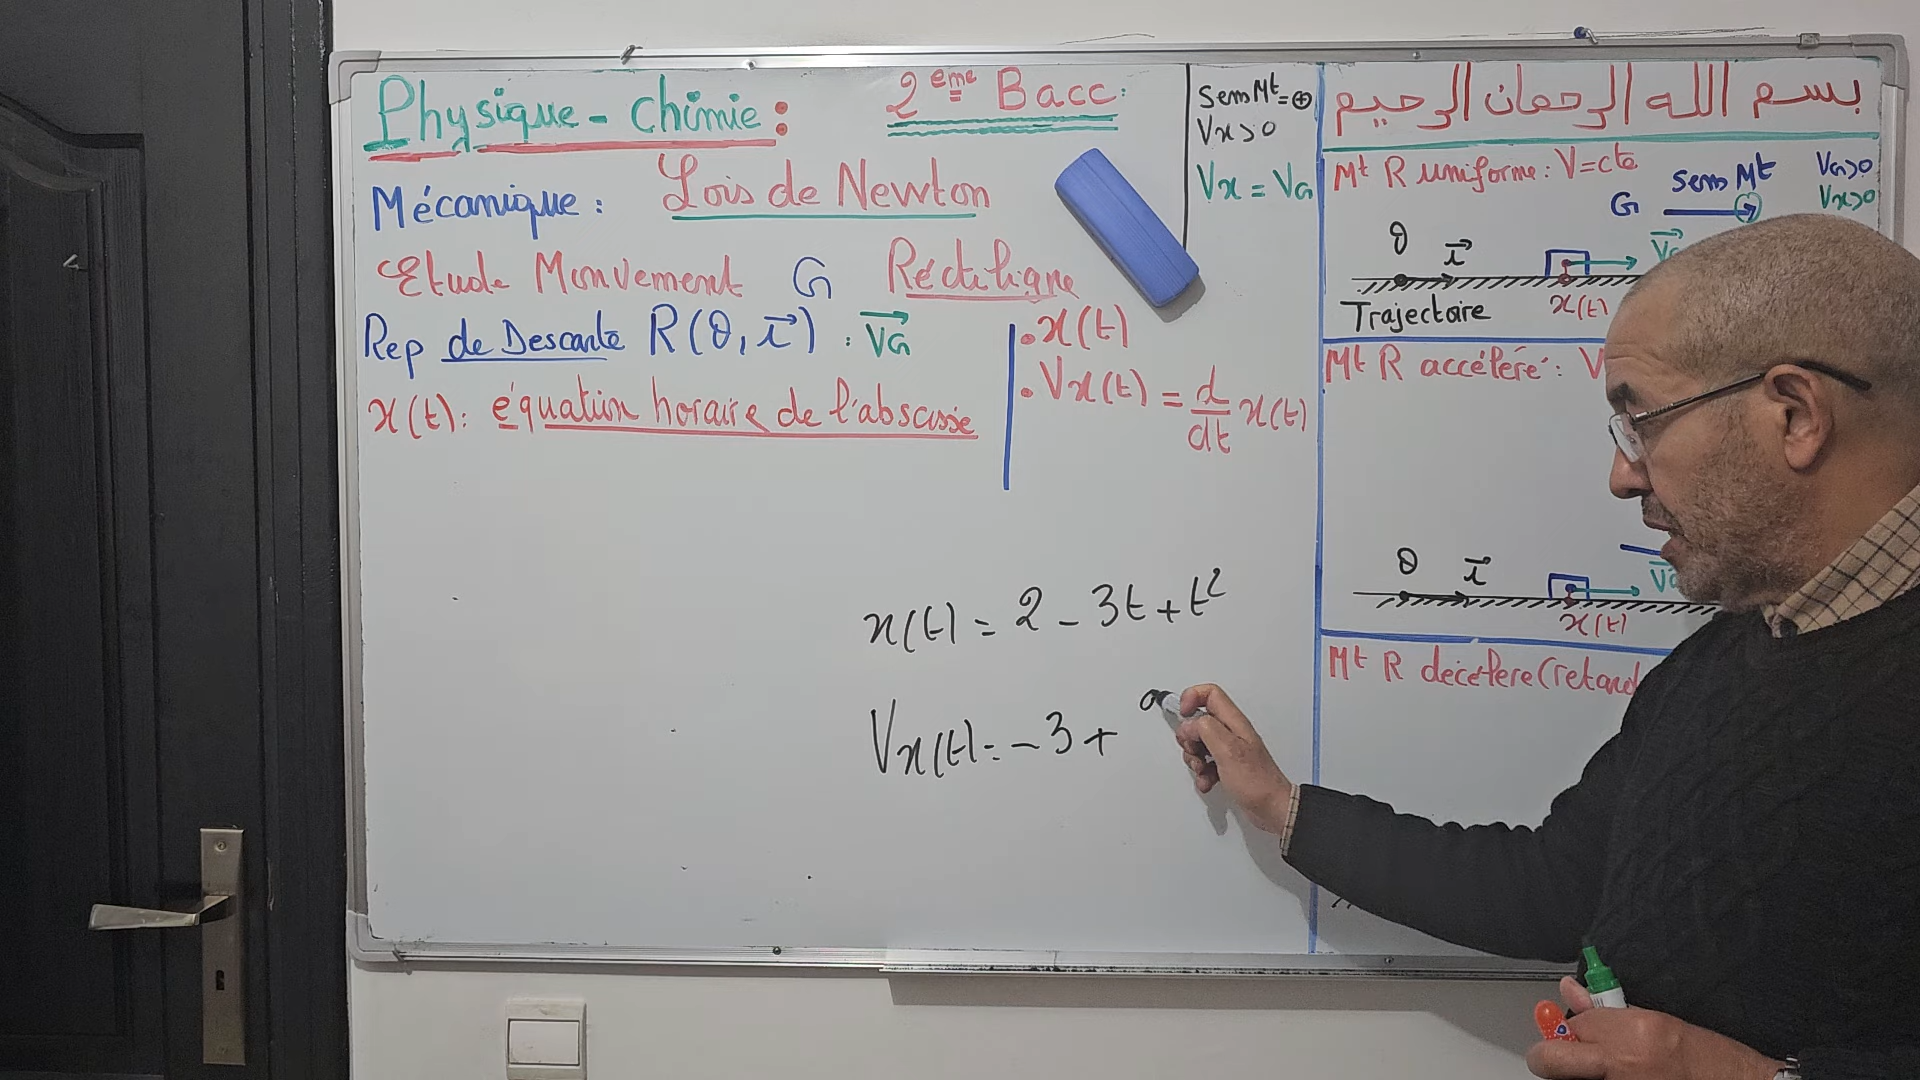 Physique - Chimie :
2ème Bacc :
Mécanique : Lois de Newton
Etude Mouvement G Réctiligne
Rep de Descarte R(O, i⃗) : V⃗G
x(t) : équation horaire de l'abscisse
. x(t)
. Vx(t) = d/dt x(t)
x(t) = 2 - 3t + t²
Vx(t) = - 3 +
Sens Mt = ⊕
Vx > 0
Vx = VG
بسم الله الرحمان الرحيم
Mt R uniforme : V = cte
G Sens Mt
VG > 0
Vx > 0
O i⃗
x(t)
Trajectoire
Mt R accéléré : V
O i⃗
x(t)
Mt R décéléré (retard